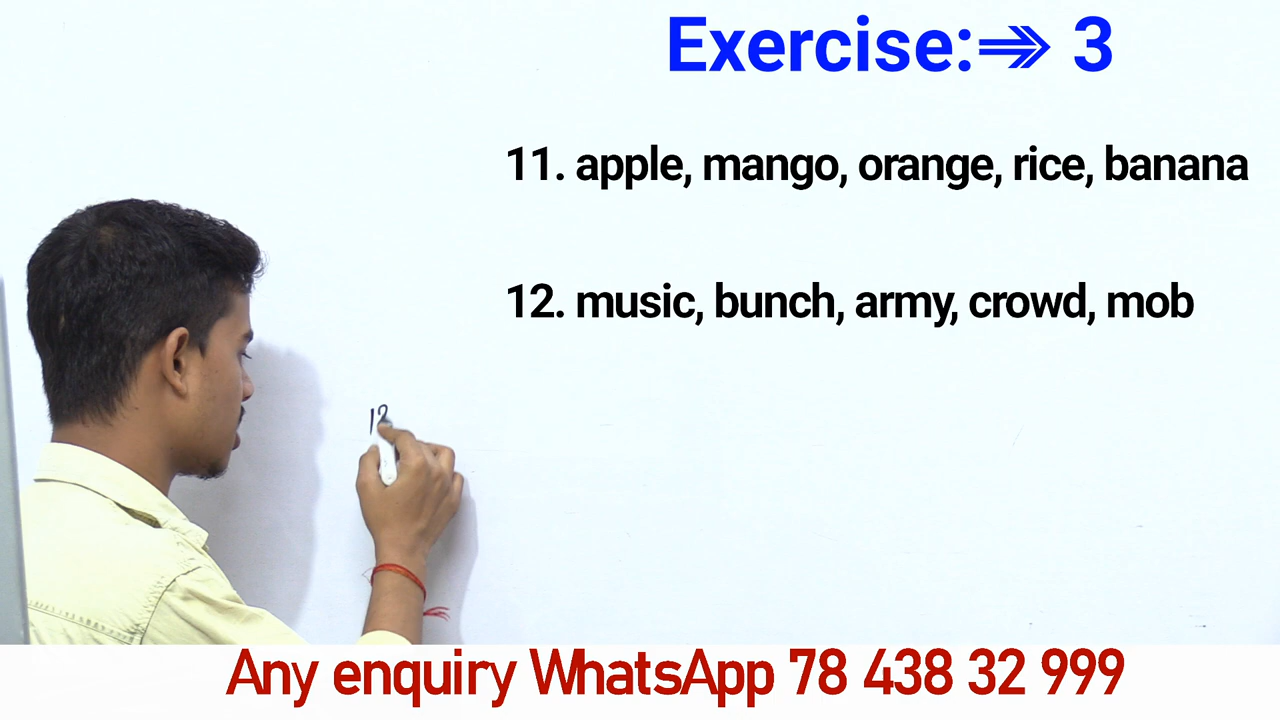 Exercise:⇛ 3
11. apple, mango, orange, rice, banana
12. music, bunch, army, crowd, mob
12
Any enquiry WhatsApp 78 438 32 999